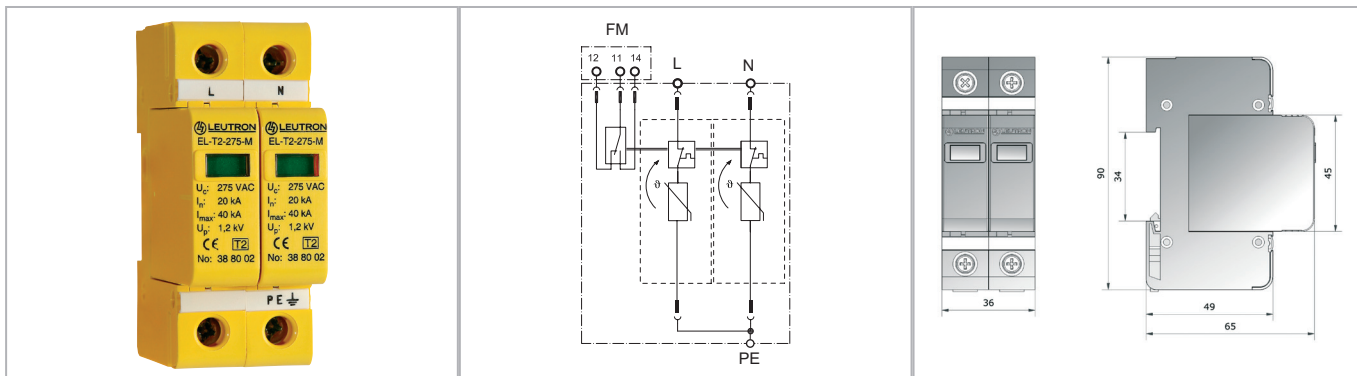 L N
LEUTRON LEUTRON
EL-T2-275-M EL-T2-275-M
Uc: 275 VAC Uc: 275 VAC
In: 20 kA In: 20 kA
Imax: 40 kA Imax: 40 kA
Up: 1,2 kV Up: 1,2 kV
CE T2 CE T2
No: 38 80 02 No: 38 80 02
PE
FM
12 11 14
L N
ϑ ϑ
PE
LEUTRON LEUTRON
90
34
45
36
49
65